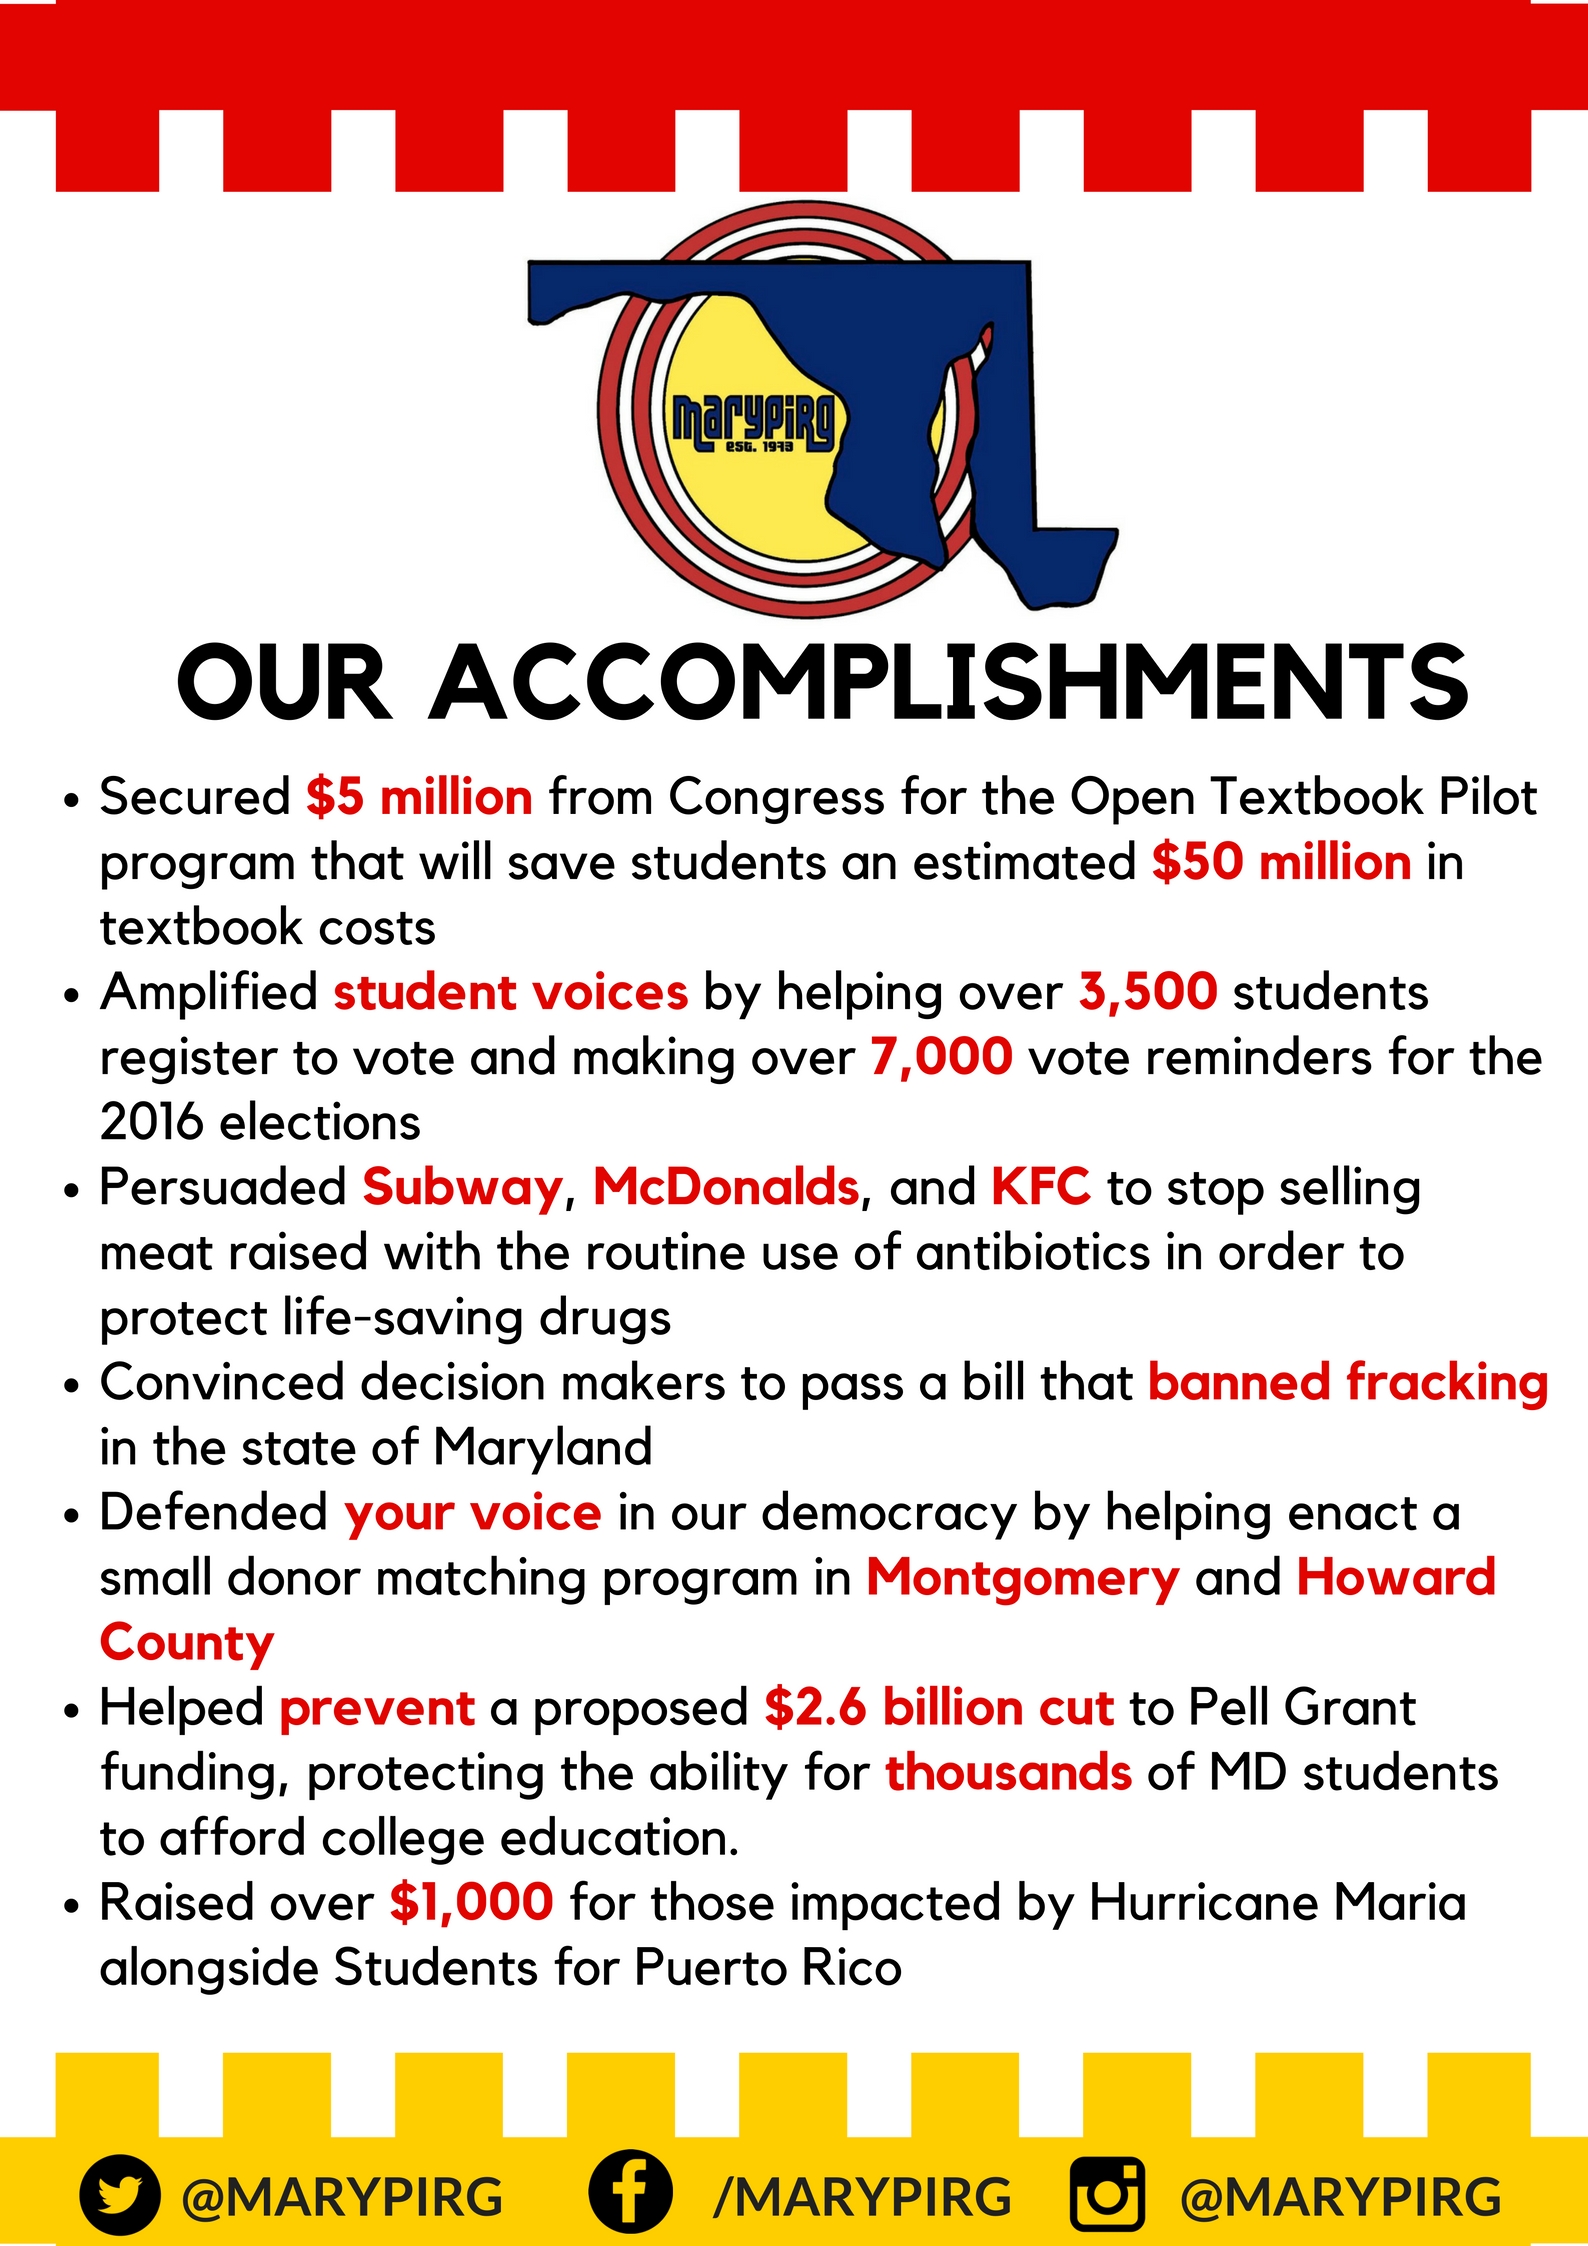 marypirg
est. 1973
OUR ACCOMPLISHMENTS
• Secured $5 million from Congress for the Open Textbook Pilot
program that will save students an estimated $50 million in
textbook costs
• Amplified student voices by helping over 3,500 students
register to vote and making over 7,000 vote reminders for the
2016 elections
• Persuaded Subway, McDonalds, and KFC to stop selling
meat raised with the routine use of antibiotics in order to
protect life-saving drugs
• Convinced decision makers to pass a bill that banned fracking
in the state of Maryland
• Defended your voice in our democracy by helping enact a
small donor matching program in Montgomery and Howard
County
• Helped prevent a proposed $2.6 billion cut to Pell Grant
funding, protecting the ability for thousands of MD students
to afford college education.
• Raised over $1,000 for those impacted by Hurricane Maria
alongside Students for Puerto Rico
@MARYPIRG /MARYPIRG @MARYPIRG